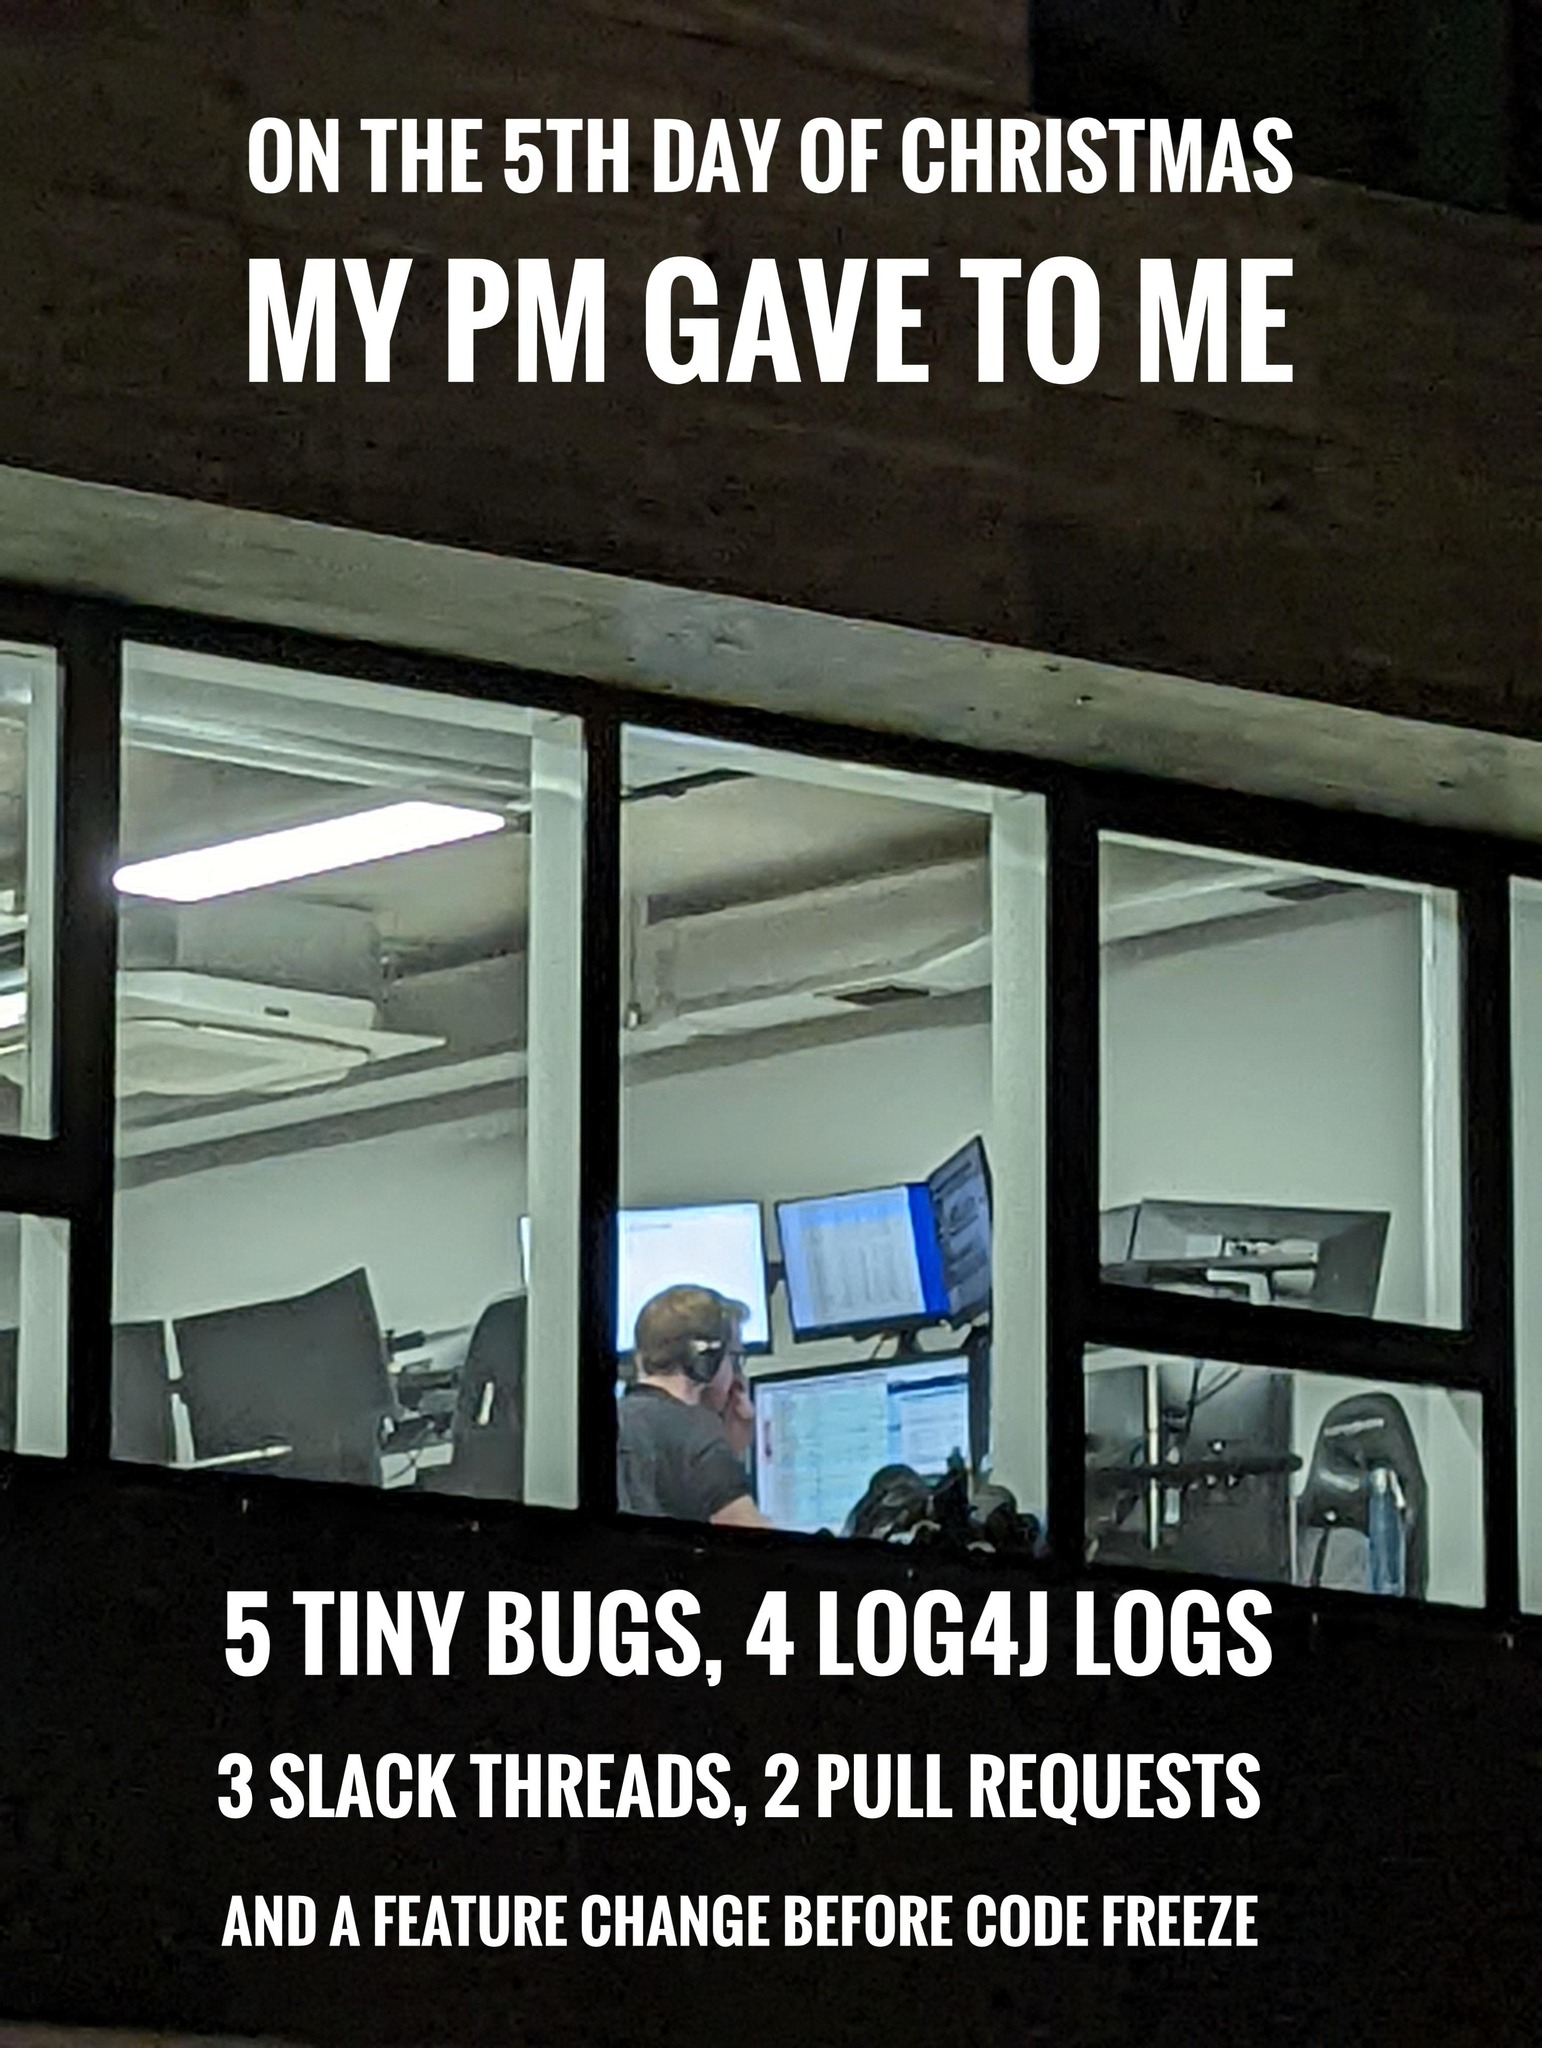 ON THE 5TH DAY OF CHRISTMAS
MY PM GAVE TO ME
5 TINY BUGS, 4 LOG4J LOGS
3 SLACK THREADS, 2 PULL REQUESTS
AND A FEATURE CHANGE BEFORE CODE FREEZE